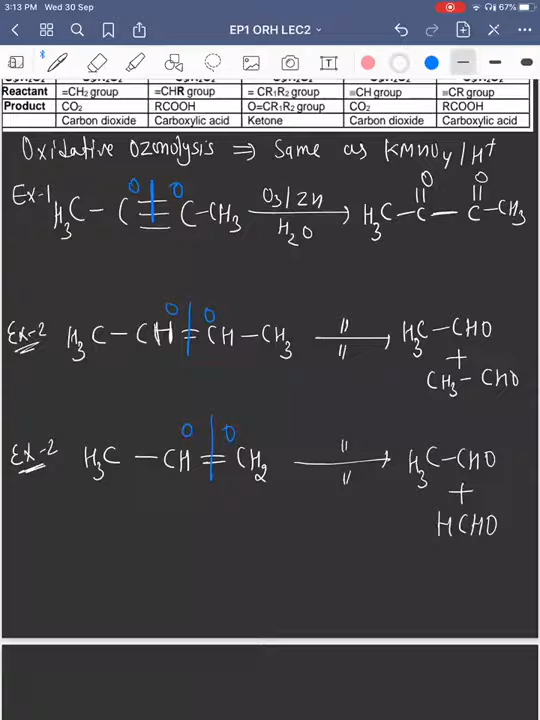 3:13 PM Wed 30 Sep 67%
EP1 ORH LEC2
Reactant =CH2 group =CHR group = CR1R2 group ≡CH group ≡CR group
Product CO2 RCOOH O=CR1R2 group CO2 RCOOH
Carbon dioxide Carboxylic acid Ketone Carbon dioxide Carboxylic acid
Oxidative Ozonolysis ⇒ Same as KMnO4/H+
Ex-1 H3C – C ≡ C – CH3 O3/Zn H2O → H3C – C – C – CH3
O O O O
Ex-2 H3C – CH = CH – CH3 " " → H3C – CHO + CH3 – CHO
O O
Ex-2 H3C – CH = CH2 " " → H3C – CHO + HCHO
O O